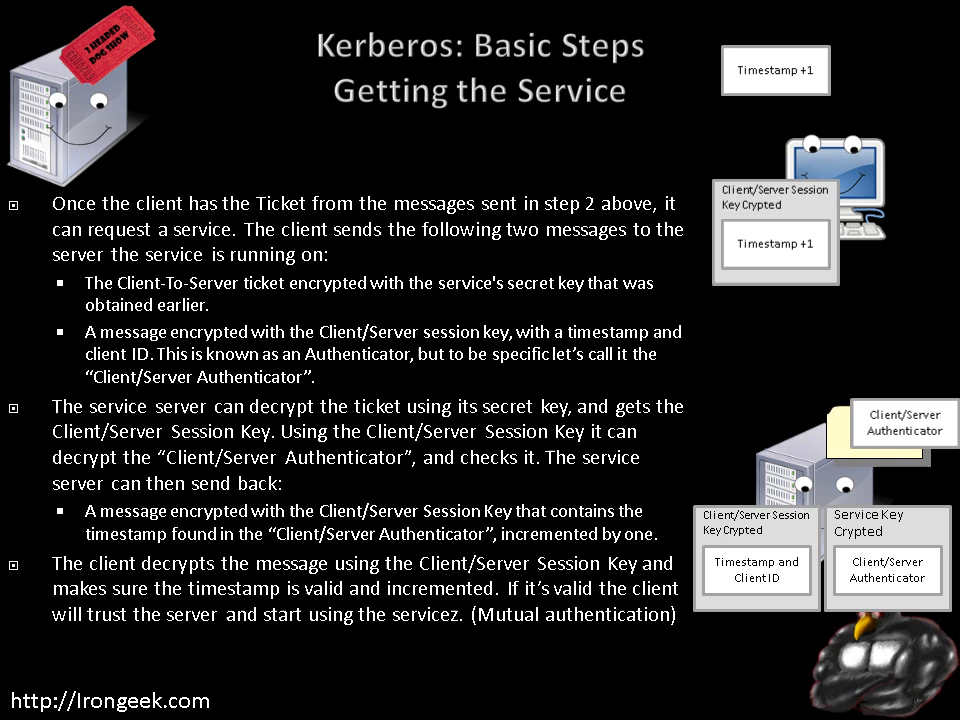 3 HEADED
DOG SHOW
Kerberos: Basic Steps
Getting the Service
Timestamp +1
Client/Server Session
Key Crypted
Timestamp +1
Once the client has the Ticket from the messages sent in step 2 above, it
can request a service. The client sends the following two messages to the
server the service is running on:
The Client-To-Server ticket encrypted with the service's secret key that was
obtained earlier.
A message encrypted with the Client/Server session key, with a timestamp and
client ID. This is known as an Authenticator, but to be specific let’s call it the
“Client/Server Authenticator”.
The service server can decrypt the ticket using its secret key, and gets the
Client/Server Session Key. Using the Client/Server Session Key it can
decrypt the “Client/Server Authenticator”, and checks it. The service
server can then send back:
A message encrypted with the Client/Server Session Key that contains the
timestamp found in the “Client/Server Authenticator”, incremented by one.
The client decrypts the message using the Client/Server Session Key and
makes sure the timestamp is valid and incremented. If it’s valid the client
will trust the server and start using the servicez. (Mutual authentication)
Client/Server
Authenticator
Client/Server Session
Key Crypted
Timestamp and
Client ID
Service Key
Crypted
Client/Server
Authenticator
http://Irongeek.com